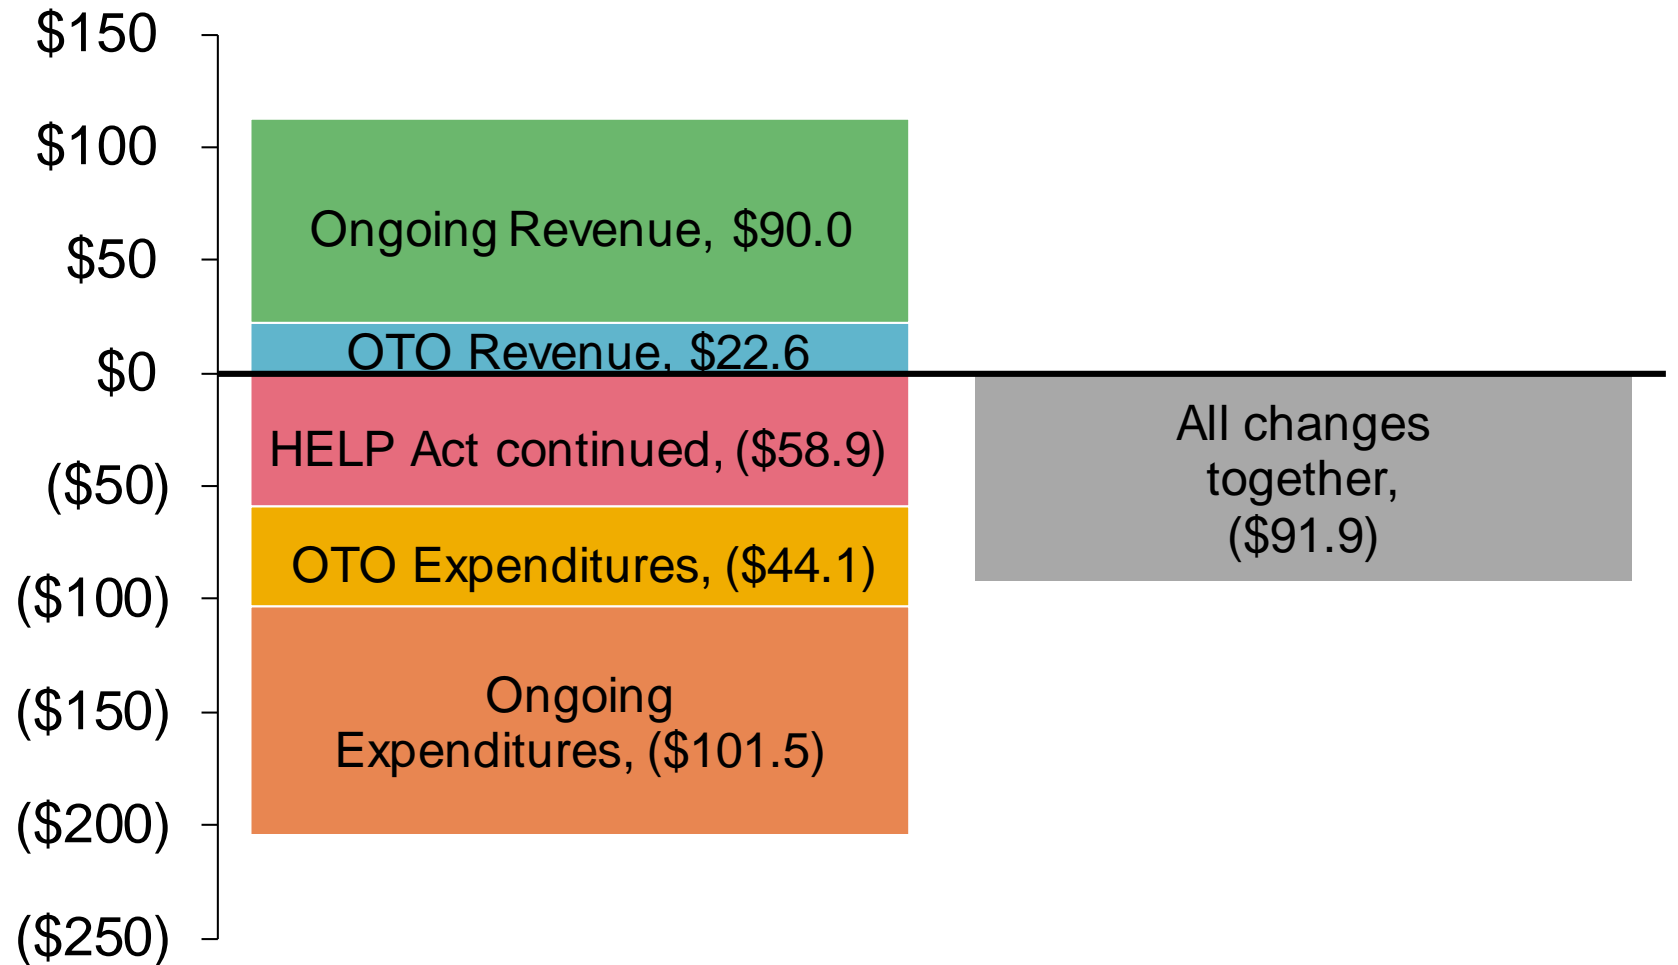 $150
$100
$50
$0
($50)
($100)
($150)
($200)
($250)
Ongoing Revenue, $90.0
OTO Revenue, $22.6
HELP Act continued, ($58.9)
OTO Expenditures, ($44.1)
Ongoing
Expenditures, ($101.5)
All changes
together,
($91.9)